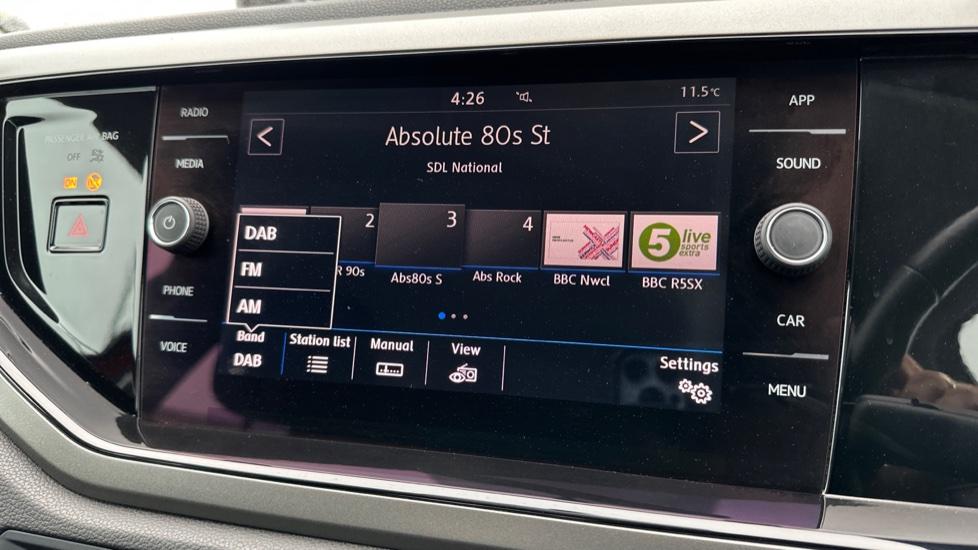 RADIO
MEDIA
PHONE
VOICE
PASSENGER AIR BAG
OFF
ON
4:26
11.5°C
Absolute 80s St
SDL National
2
3
4
R 90s
Abs80s S
Abs Rock
BBC Nwcl
BBC R5SX
5 live
sports
extra
DAB
FM
AM
Band
DAB
Station list
Manual
View
Settings
APP
SOUND
CAR
MENU